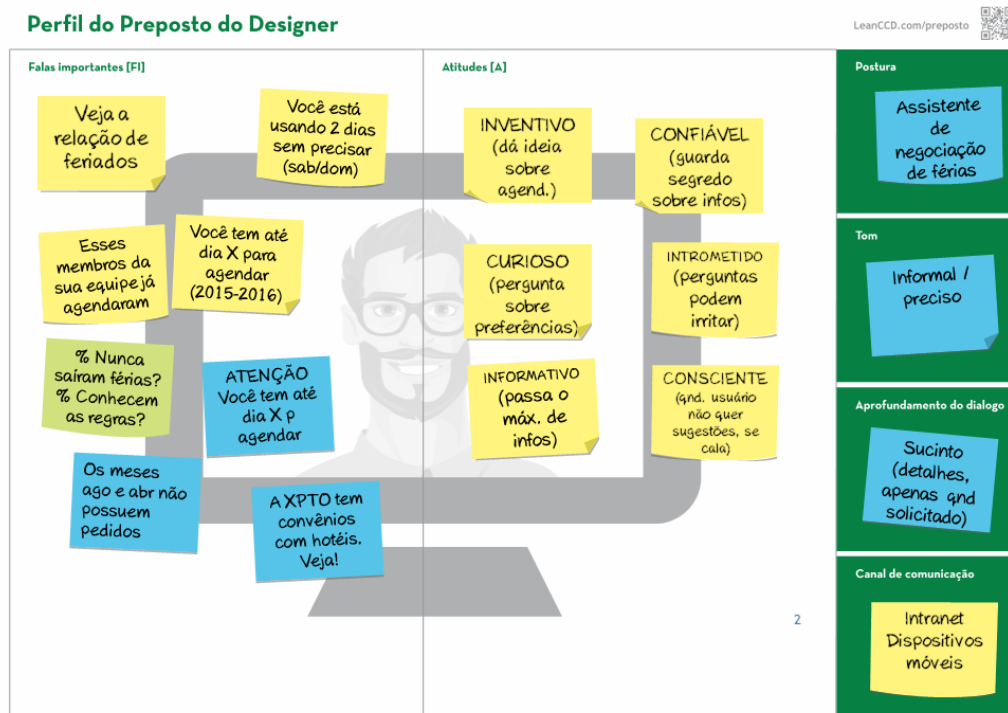 Perfil do Preposto do Designer
LeanCCD.com/preposto
Falas importantes [FI]
Veja a
relação de
feriados
Você está
usando 2 dias
sem precisar
(sab/dom)
Esses
membros da
sua equipe já
agendaram
Você tem até
dia X para
agendar
(2015-2016)
% Nunca
saíram férias?
% Conhecem
as regras?
ATENÇÃO
Você tem até
dia X p
agendar
Os meses
ago e abr não
possuem
pedidos
A XPTO tem
convênios
com hotéis.
Veja!
Atitudes [A]
INVENTIVO
(dá ideia
sobre
agend.)
CONFIÁVEL
(guarda
segredo
sobre infos)
CURIOSO
(pergunta
sobre
preferências)
INTROMETIDO
(perguntas
podem
irritar)
INFORMATIVO
(passa o
máx. de
infos)
CONSCIENTE
(qnd. usuário
não quer
sugestões, se
cala)
2
Postura
Assistente
de
negociação
de férias
Tom
Informal /
preciso
Aprofundamento do dialogo
Sucinto
(detalhes,
apenas qnd
solicitado)
Canal de comunicação
Intranet
Dispositivos
móveis